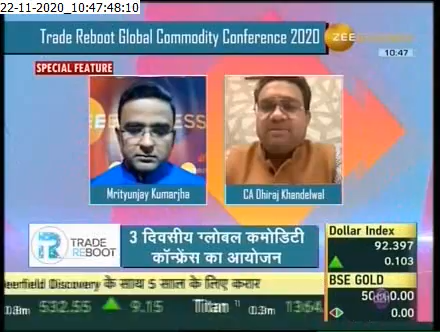 22-11-2020_10:47:48:10
Trade Reboot Global Commodity Conference 2020
ZEE
10:47
SPECIAL FEATURE
Mrityunjay Kumarjha
CA Dhiraj Khandelwal
TRADE REBOOT
3 दिवसीय ग्लोबल कमोडिटी
कॉन्फ्रेंस का आयोजन
Dollar Index
92.397
0.103
BSE GOLD
0.00
Discovery के साथ 5 साल के लिए करार
532.55 9.15 Titan 0.3m